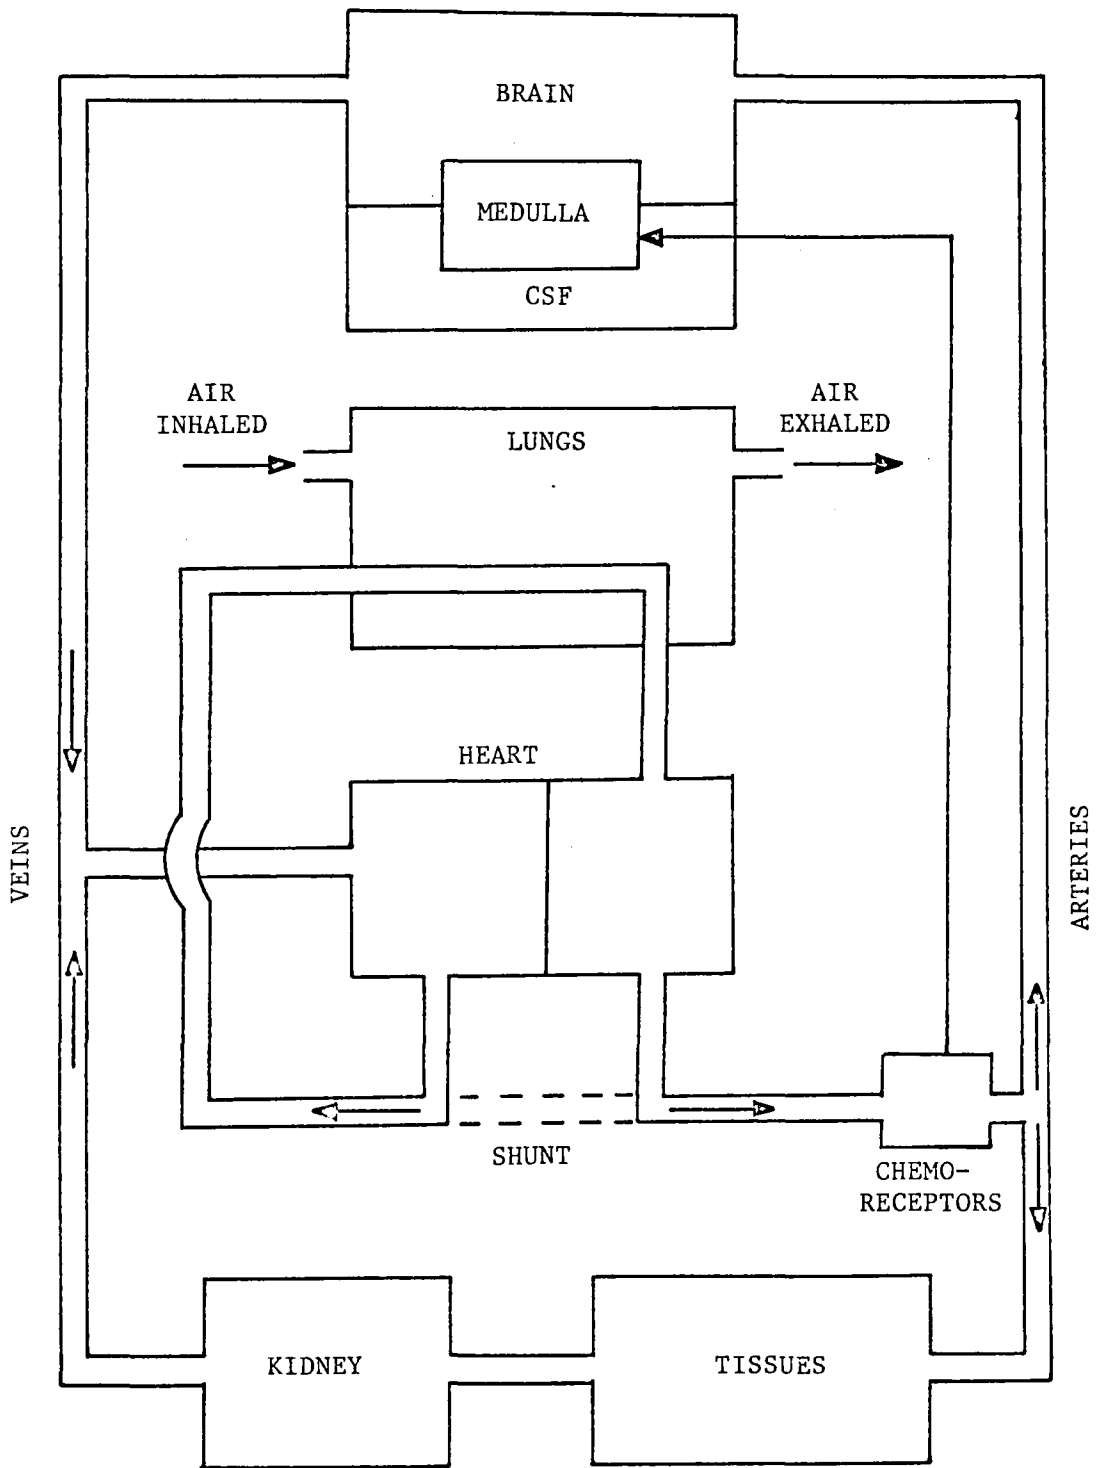 BRAIN
MEDULLA
CSF
AIR
INHALED
AIR
EXHALED
LUNGS
HEART
VEINS
ARTERIES
SHUNT
CHEMO-
RECEPTORS
KIDNEY
TISSUES